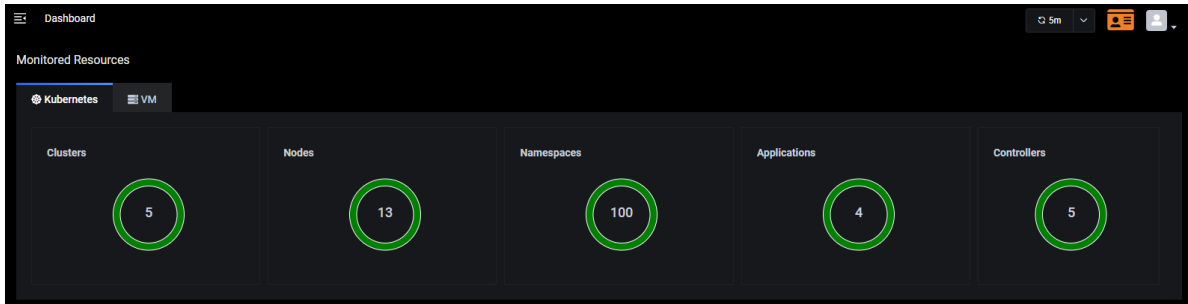 Dashboard
5m
Monitored Resources
Kubernetes
VM
Clusters
Nodes
Namespaces
Applications
Controllers
5
13
100
4
5